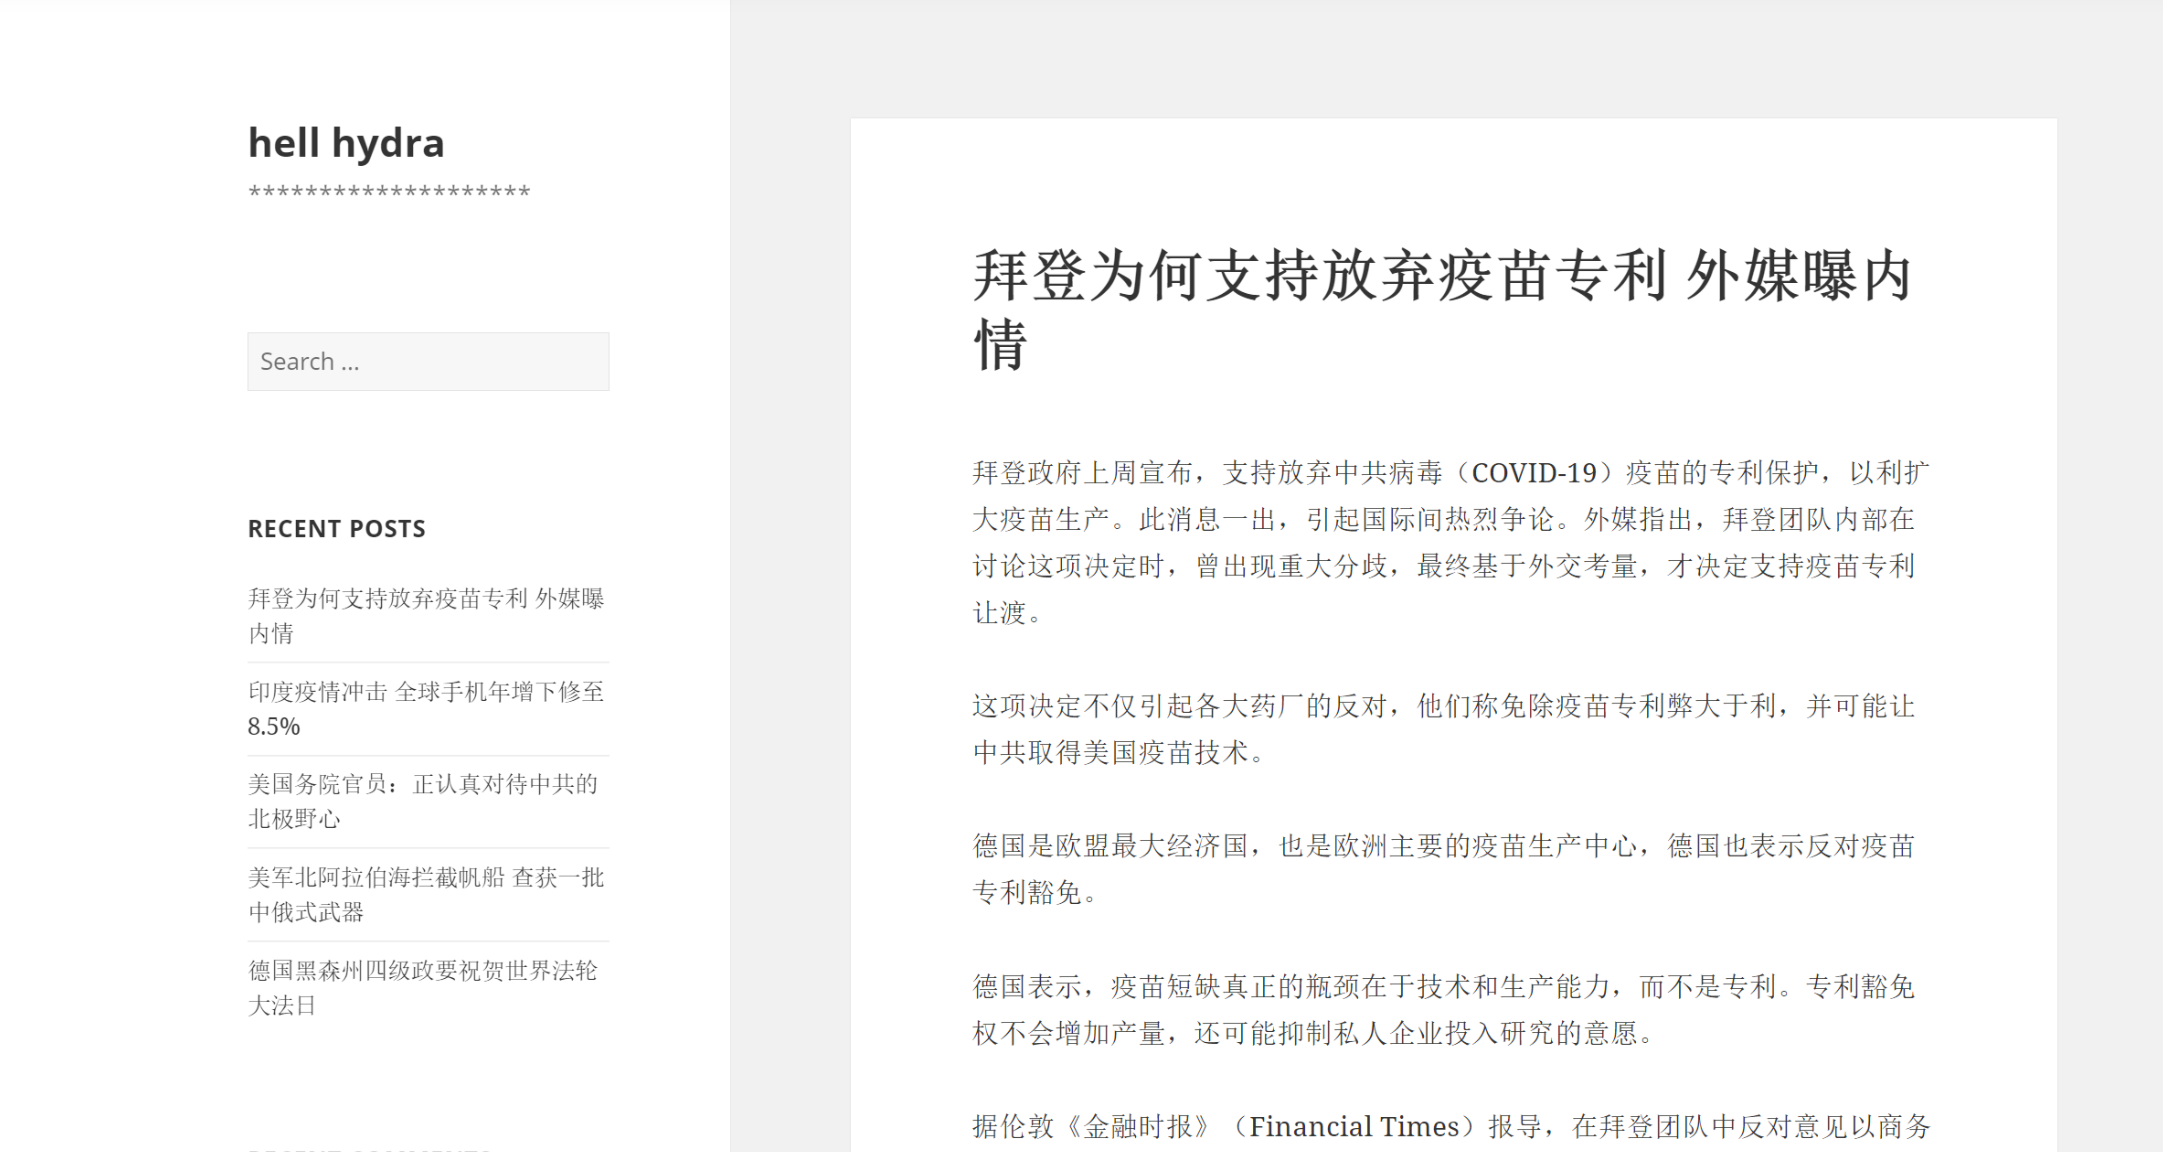 hell hydra
********************
Search ...
RECENT POSTS
拜登为何支持放弃疫苗专利 外媒曝
内情
印度疫情冲击 全球手机年增下修至
8.5%
美国务院官员：正认真对待中共的
北极野心
美军北阿拉伯海拦截帆船 查获一批
中俄式武器
德国黑森州四级政要祝贺世界法轮
大法日
拜登为何支持放弃疫苗专利 外媒曝内
情
拜登政府上周宣布，支持放弃中共病毒（COVID-19）疫苗的专利保护，以利扩
大疫苗生产。此消息一出，引起国际间热烈争论。外媒指出，拜登团队内部在
讨论这项决定时，曾出现重大分歧，最终基于外交考量，才决定支持疫苗专利
让渡。
这项决定不仅引起各大药厂的反对，他们称免除疫苗专利弊大于利，并可能让
中共取得美国疫苗技术。
德国是欧盟最大经济国，也是欧洲主要的疫苗生产中心，德国也表示反对疫苗
专利豁免。
德国表示，疫苗短缺真正的瓶颈在于技术和生产能力，而不是专利。专利豁免
权不会增加产量，还可能抑制私人企业投入研究的意愿。
据伦敦《金融时报》（Financial Times）报导，在拜登团队中反对意见以商务